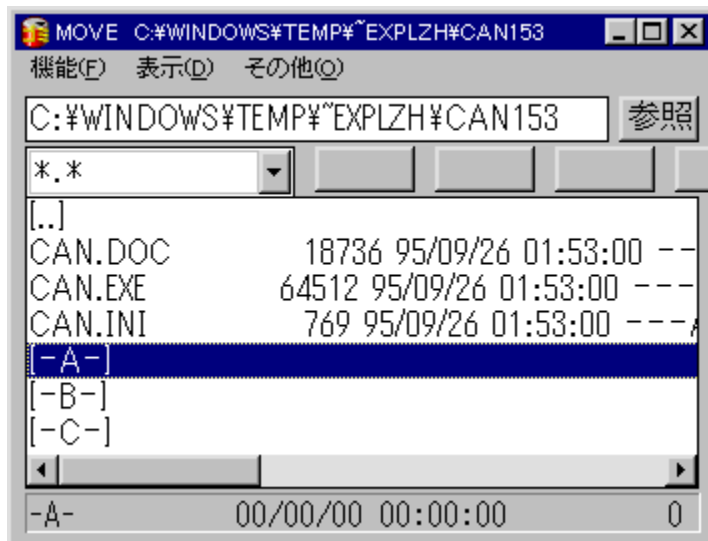 MOVE C:¥WINDOWS¥TEMP¥~EXPLZH¥CAN153
機能(F) 表示(D) その他(O)
C:¥WINDOWS¥TEMP¥~EXPLZH¥CAN153 参照
*.*
[..]
CAN.DOC 18736 95/09/26 01:53:00 --
CAN.EXE 64512 95/09/26 01:53:00 ---
CAN.INI 769 95/09/26 01:53:00 ---
[-A-]
[-B-]
[-C-]
-A- 00/00/00 00:00:00 0